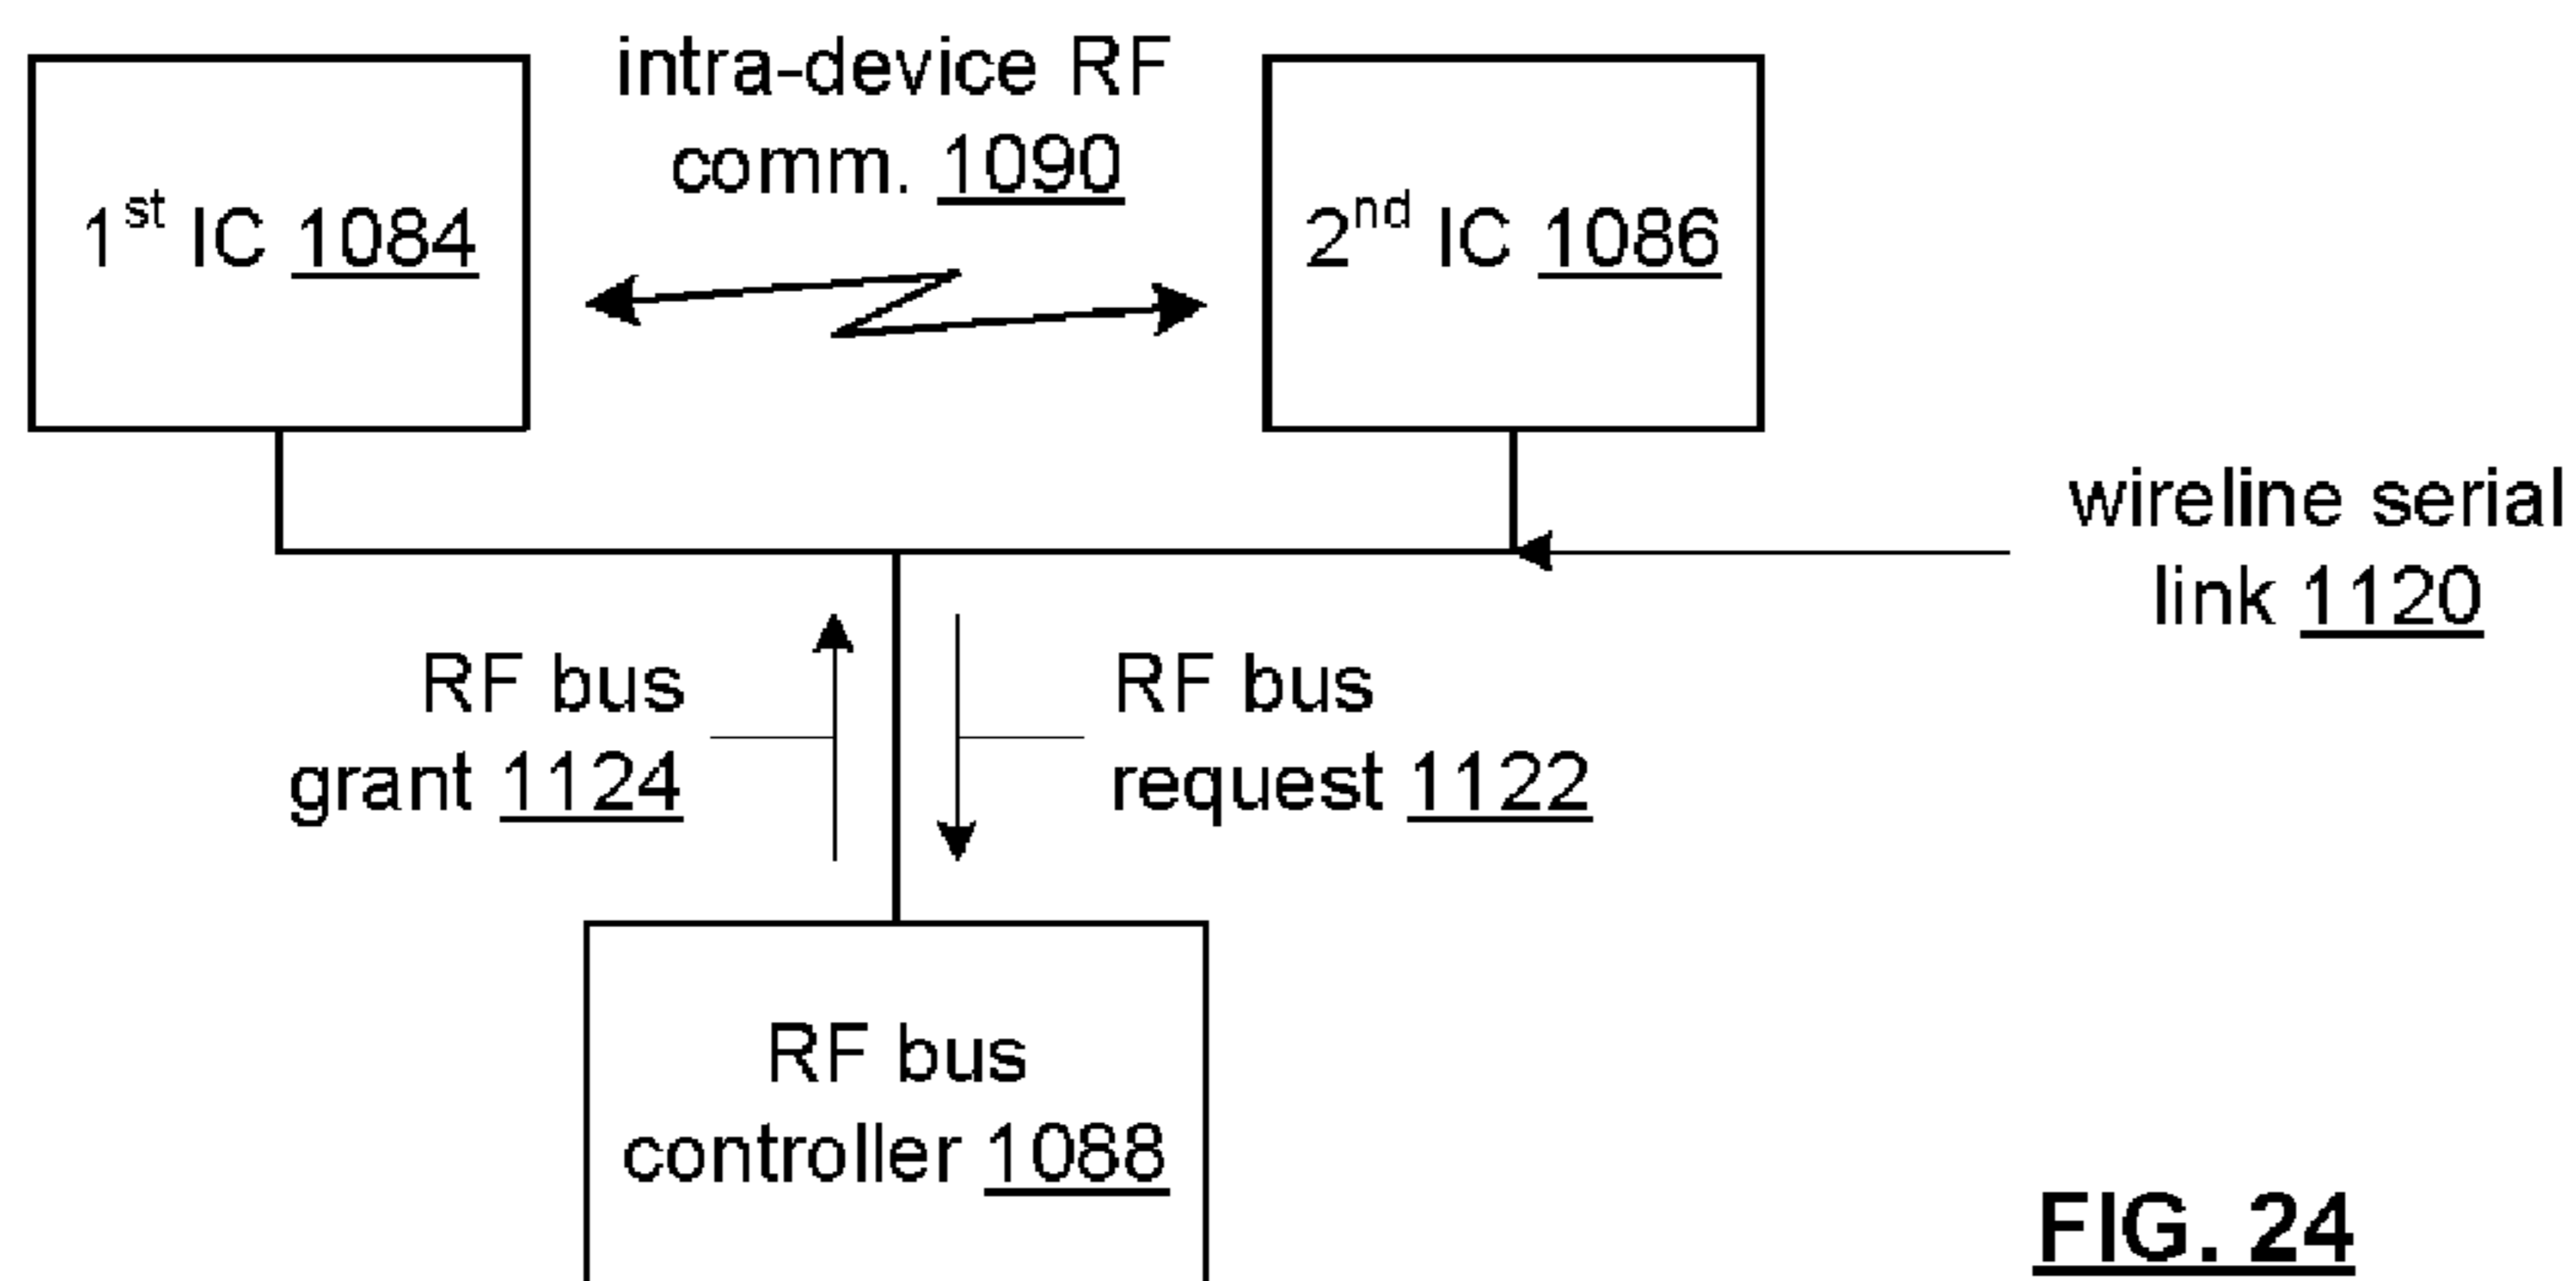 intra-device RF
comm. 1090
1st IC 1084
2nd IC 1086
wireline serial
link 1120
RF bus
grant 1124
RF bus
request 1122
RF bus
controller 1088
FIG. 24